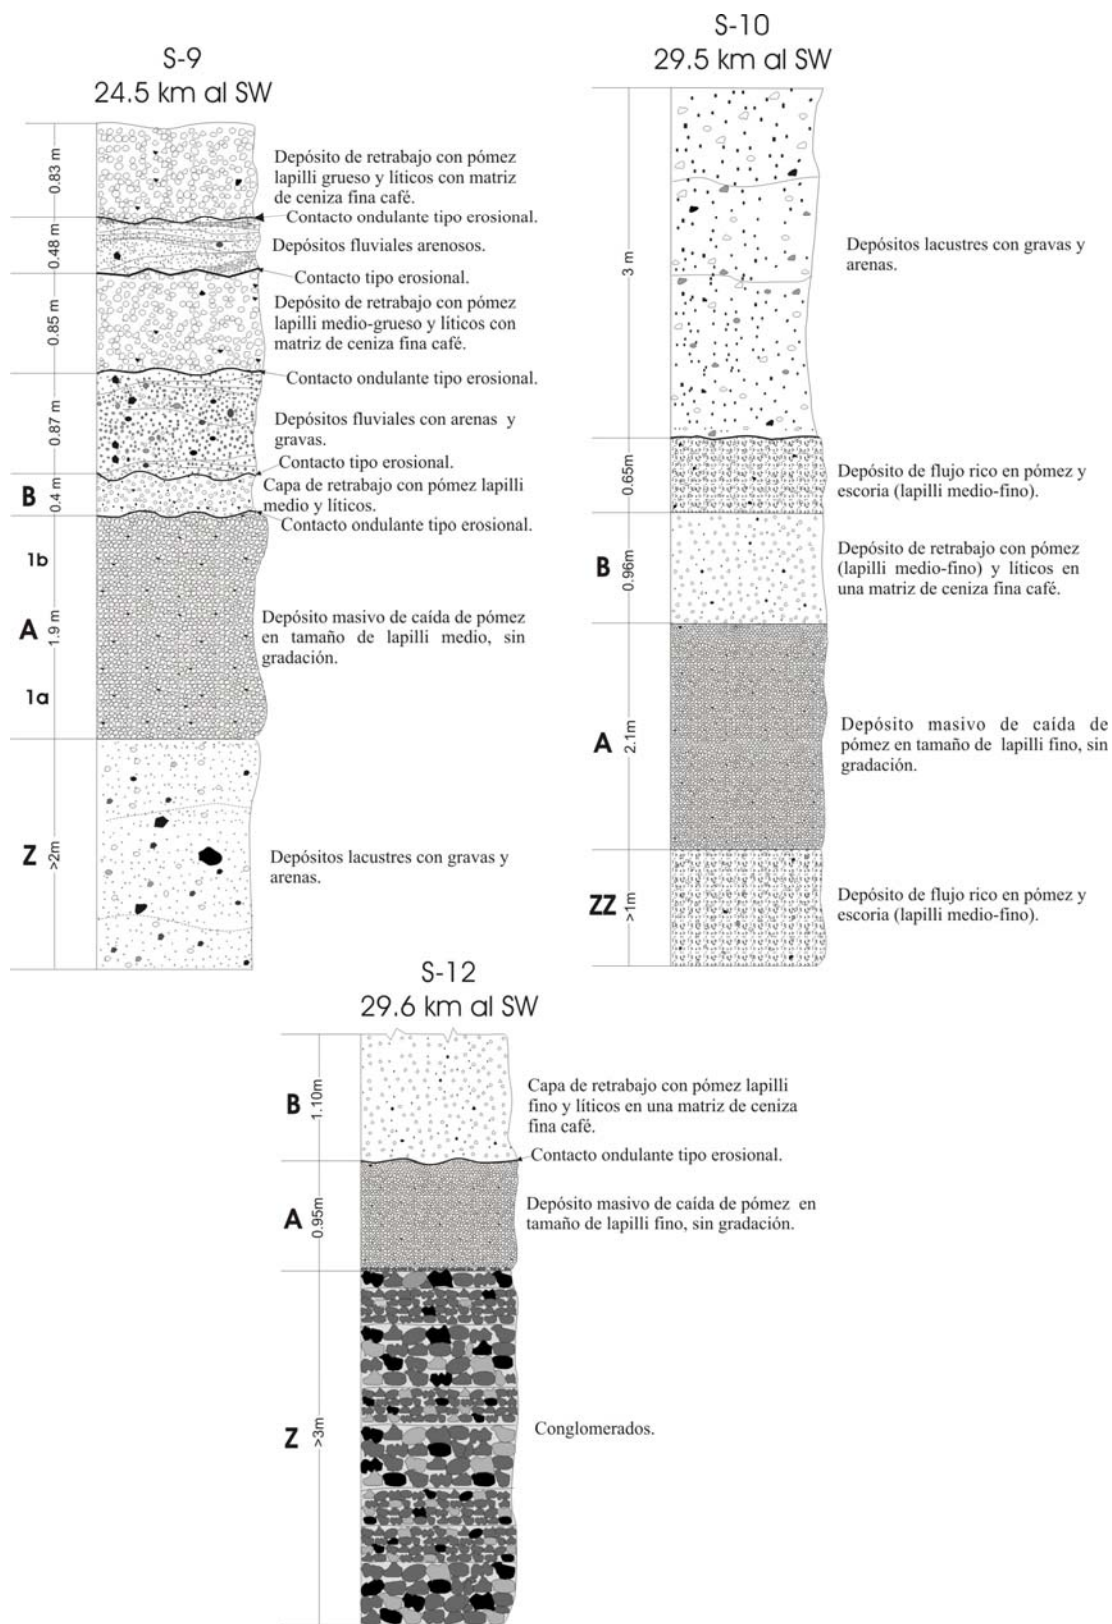 S-9
24.5 km al SW
0.83 m
Depósito de retrabajo con pómez
lapilli grueso y líticos con matriz
de ceniza fina café.
Contacto ondulante tipo erosional.
0.48 m
Depósitos fluviales arenosos.
Contacto tipo erosional.
0.85 m
Depósito de retrabajo con pómez
lapilli medio-grueso y líticos con
matriz de ceniza fina café.
Contacto ondulante tipo erosional.
0.87 m
Depósitos fluviales con arenas y
gravas.
Contacto tipo erosional.
B
0.4 m
Capa de retrabajo con pómez lapilli
medio y líticos.
Contacto ondulante tipo erosional.
1b
A
1.9 m
1a
Depósito masivo de caída de pómez
en tamaño de lapilli medio, sin
gradación.
Z
>2m
Depósitos lacustres con gravas y
arenas.
S-10
29.5 km al SW
3 m
Depósitos lacustres con gravas y
arenas.
0.65m
Depósito de flujo rico en pómez y
escoria (lapilli medio-fino).
B
0.96m
Depósito de retrabajo con pómez
(lapilli medio-fino) y líticos en
una matriz de ceniza fina café.
A
2.1m
Depósito masivo de caída de
pómez en tamaño de lapilli fino, sin
gradación.
ZZ
>1m
Depósito de flujo rico en pómez y
escoria (lapilli medio-fino).
S-12
29.6 km al SW
B
1.10m
Capa de retrabajo con pómez lapilli
fino y líticos en una matriz de ceniza
fina café.
Contacto ondulante tipo erosional.
A
0.95m
Depósito masivo de caída de pómez en
tamaño de lapilli fino, sin gradación.
Z
>3m
Conglomerados.